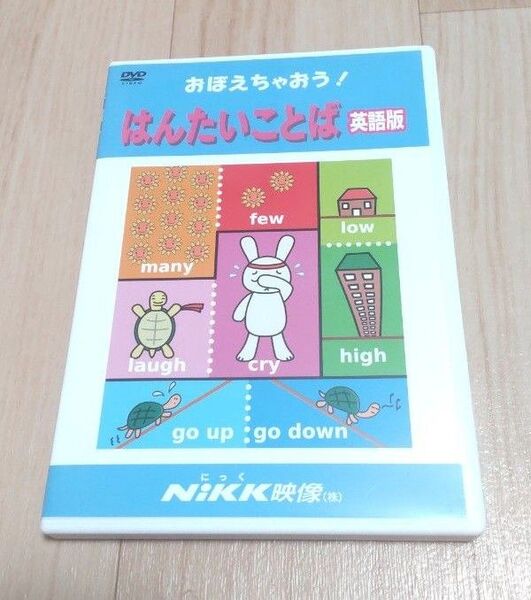 DVD
VIDEO
おぼえちゃおう!
はんたいことば 英語版
few
low
many
laugh
cry
high
go up
go down
にっく
NiKK映像(株)